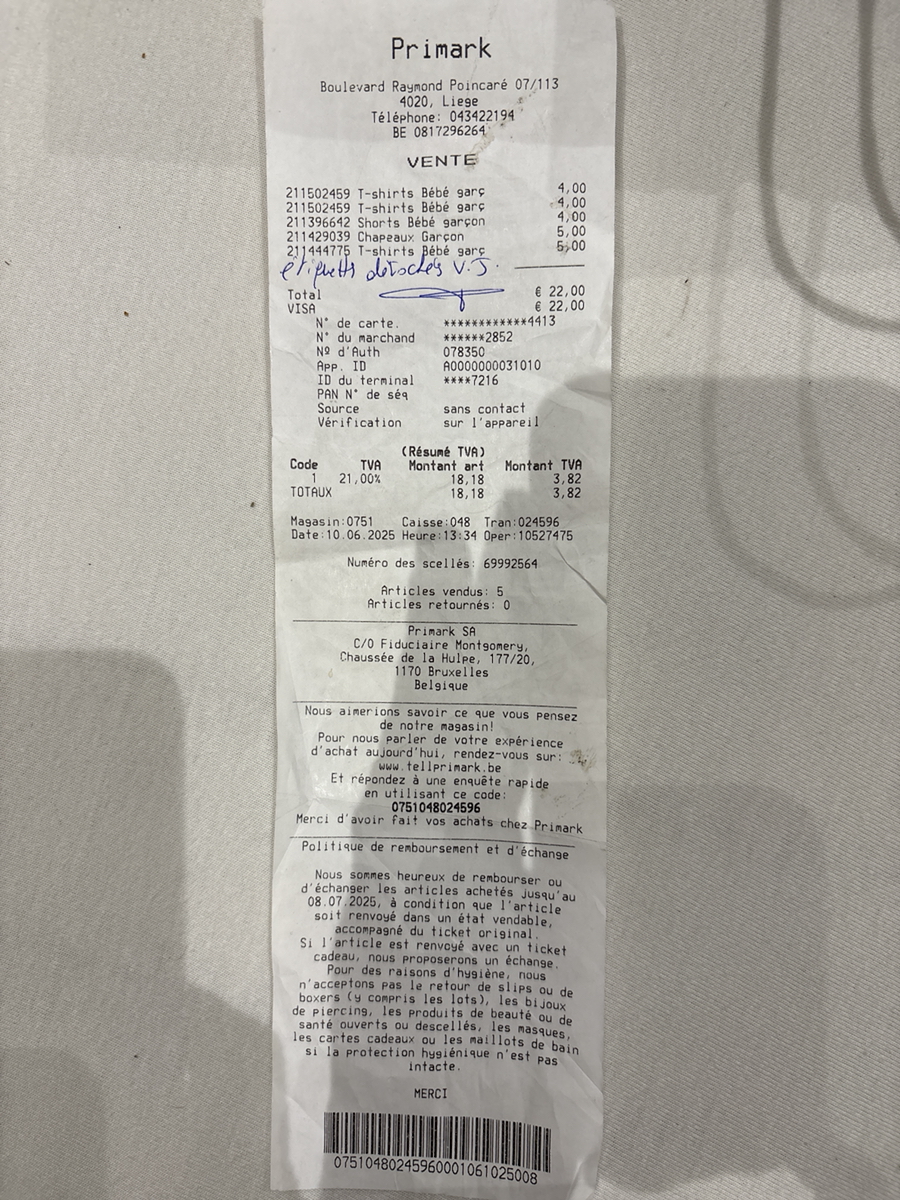 Primark
Boulevard Raymond Poincaré 07/113
4020, Liege
Téléphone: 043422194
BE 0817296264
VENTE
211502459 T-shirts Bébé garç 4,00
211502459 T-shirts Bébé garç 4,00
211396642 Shorts Bébé garçon 4,00
211429039 Chapeaux Garçon 5,00
211444775 T-shirts Bébé garç 5,00
etiquetts detachés V.J.
Total € 22,00
VISA € 22,00
N° de carte. ************4413
N° du marchand ******2852
Nº d'Auth 078350
App. ID A0000000031010
ID du terminal ****7216
PAN N° de séq
Source sans contact
Vérification sur l'appareil
(Résumé TVA)
Code TVA Montant art Montant TVA
1 21,00% 18,18 3,82
TOTAUX 18,18 3,82
Magasin:0751 Caisse:048 Tran:024596
Date:10.06.2025 Heure:13:34 Oper:10527475
Numéro des scellés: 69992564
Articles vendus: 5
Articles retournés: 0
Primark SA
C/O Fiduciaire Montgomery,
Chaussée de la Hulpe, 177/20,
1170 Bruxelles
Belgique
Nous aimerions savoir ce que vous pensez
de notre magasin!
Pour nous parler de votre expérience
d'achat aujourd'hui, rendez-vous sur:
www.tellprimark.be
Et répondez à une enquête rapide
en utilisant ce code:
0751048024596
Merci d'avoir fait vos achats chez Primark
Politique de remboursement et d'échange
Nous sommes heureux de rembourser ou
d'échanger les articles achetés jusqu'au
08.07.2025, à condition que l'article
soit renvoyé dans un état vendable,
accompagné du ticket original.
Si l'article est renvoyé avec un ticket
cadeau, nous proposerons un échange.
Pour des raisons d'hygiène, nous
n'acceptons pas le retour de slips ou de
boxers (y compris les lots), les bijoux
de piercing, les produits de beauté ou de
santé ouverts ou descellés, les masques,
les cartes cadeaux ou les maillots de bain
si la protection hygiénique n'est pas
intacte.
MERCI
07510480245960001061025008